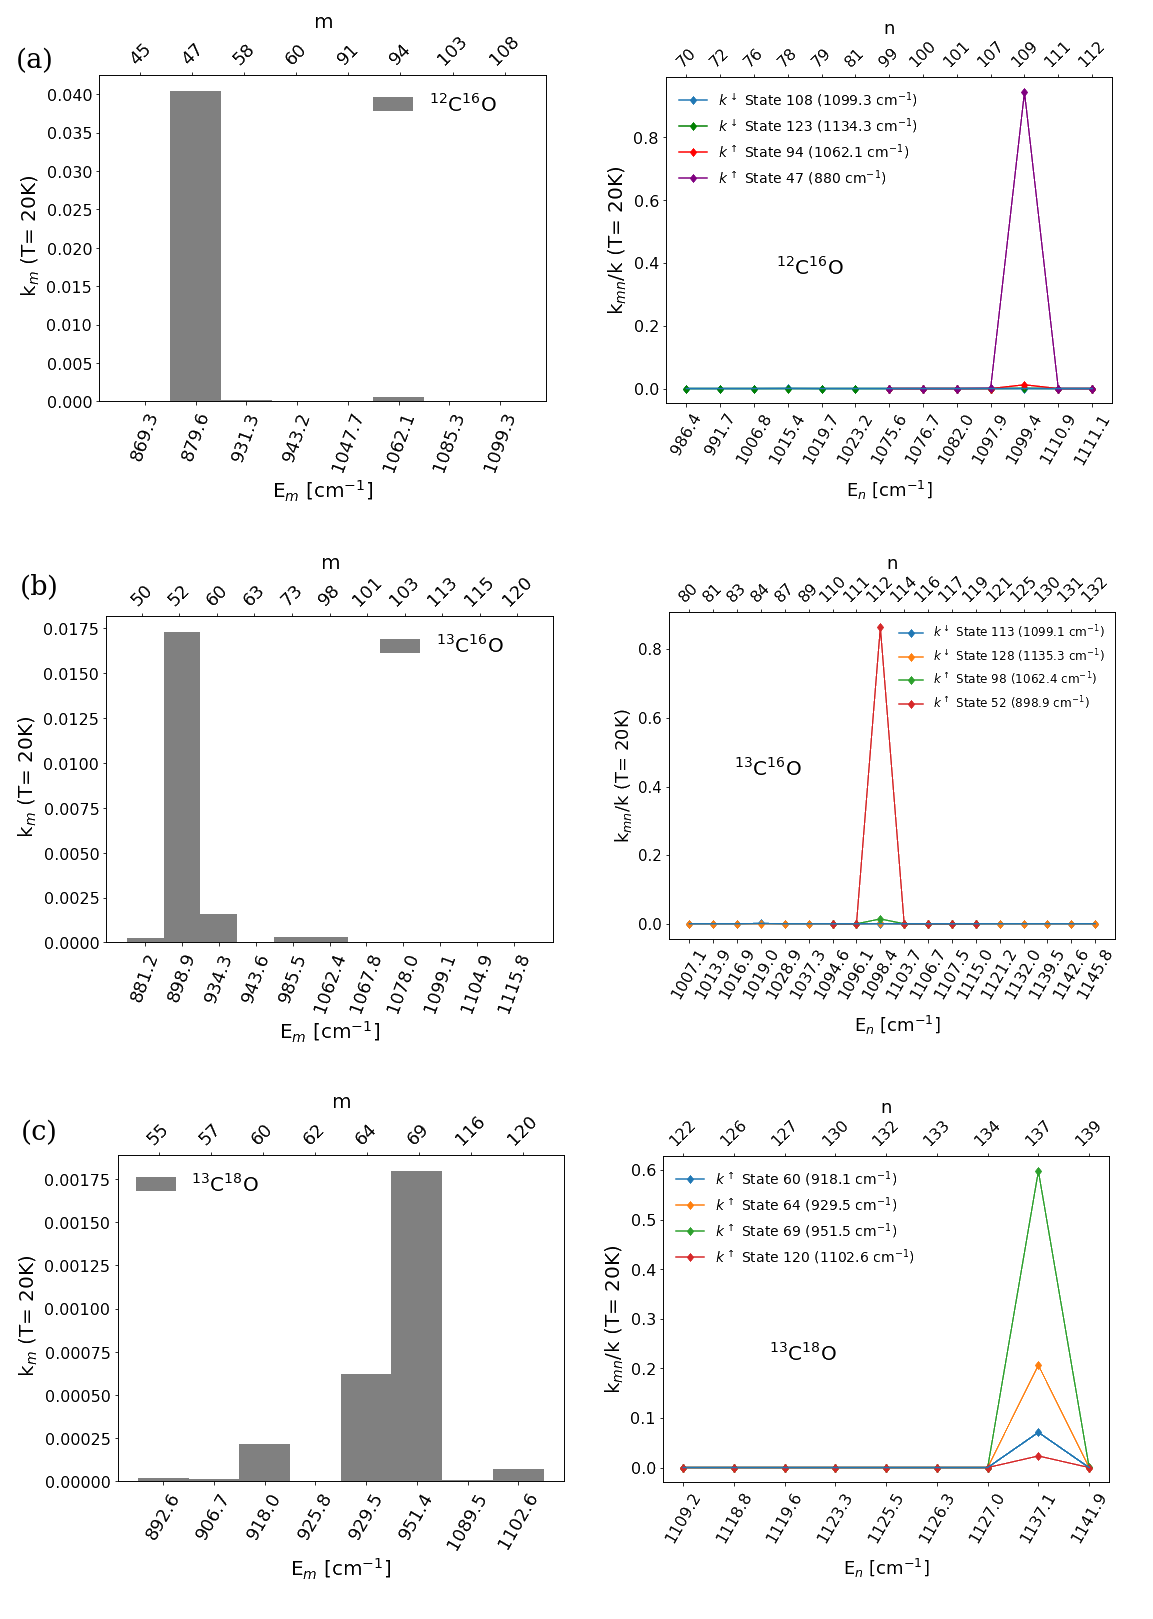 (a)
m
45 47 58 60 91 94 103 108
0.040
0.035
0.030
0.025
0.020
0.015
0.010
0.005
0.000
k_m (T= 20K)
¹²C¹⁶O
869.3 879.6 931.3 943.2 1047.7 1062.1 1085.3 1099.3
E_m [cm⁻¹]
n
70 72 76 78 79 81 99 100 101 107 109 111 112
k↓ State 108 (1099.3 cm⁻¹)
k↓ State 123 (1134.3 cm⁻¹)
k↑ State 94 (1062.1 cm⁻¹)
k↑ State 47 (880 cm⁻¹)
0.8
0.6
0.4
0.2
0.0
k_mn/k (T= 20K)
¹²C¹⁶O
986.4 991.7 1006.8 1015.4 1019.7 1023.2 1075.6 1076.7 1082.0 1097.9 1099.4 1110.9 1111.1
E_n [cm⁻¹]
(b)
m
50 52 60 63 73 98 101 103 113 115 120
0.0175
0.0150
0.0125
0.0100
0.0075
0.0050
0.0025
0.0000
k_m (T= 20K)
¹³C¹⁶O
881.2 898.9 934.3 943.6 985.5 1062.4 1067.8 1078.0 1099.1 1104.9 1115.8
E_m [cm⁻¹]
n
80 81 83 84 87 89 110 111 112 114 116 117 119 121 125 130 131 132
k↓ State 113 (1099.1 cm⁻¹)
k↓ State 128 (1135.3 cm⁻¹)
k↑ State 98 (1062.4 cm⁻¹)
k↑ State 52 (898.9 cm⁻¹)
0.8
0.6
0.4
0.2
0.0
k_mn/k (T= 20K)
¹³C¹⁶O
1007.1 1013.9 1016.9 1019.0 1028.9 1037.3 1094.6 1096.1 1098.4 1103.7 1106.7 1107.5 1115.0 1121.2 1132.0 1139.5 1142.6 1145.8
E_n [cm⁻¹]
(c)
m
55 57 60 62 64 69 116 120
0.00175
0.00150
0.00125
0.00100
0.00075
0.00050
0.00025
0.00000
k_m (T= 20K)
¹³C¹⁸O
892.6 906.7 918.0 925.8 929.5 951.4 1089.5 1102.6
E_m [cm⁻¹]
n
122 126 127 130 132 133 134 137 139
k↑ State 60 (918.1 cm⁻¹)
k↑ State 64 (929.5 cm⁻¹)
k↑ State 69 (951.5 cm⁻¹)
k↑ State 120 (1102.6 cm⁻¹)
0.6
0.5
0.4
0.3
0.2
0.1
0.0
k_mn/k (T= 20K)
¹³C¹⁸O
1109.2 1118.8 1119.6 1123.3 1125.5 1126.3 1127.0 1137.1 1141.9
E_n [cm⁻¹]